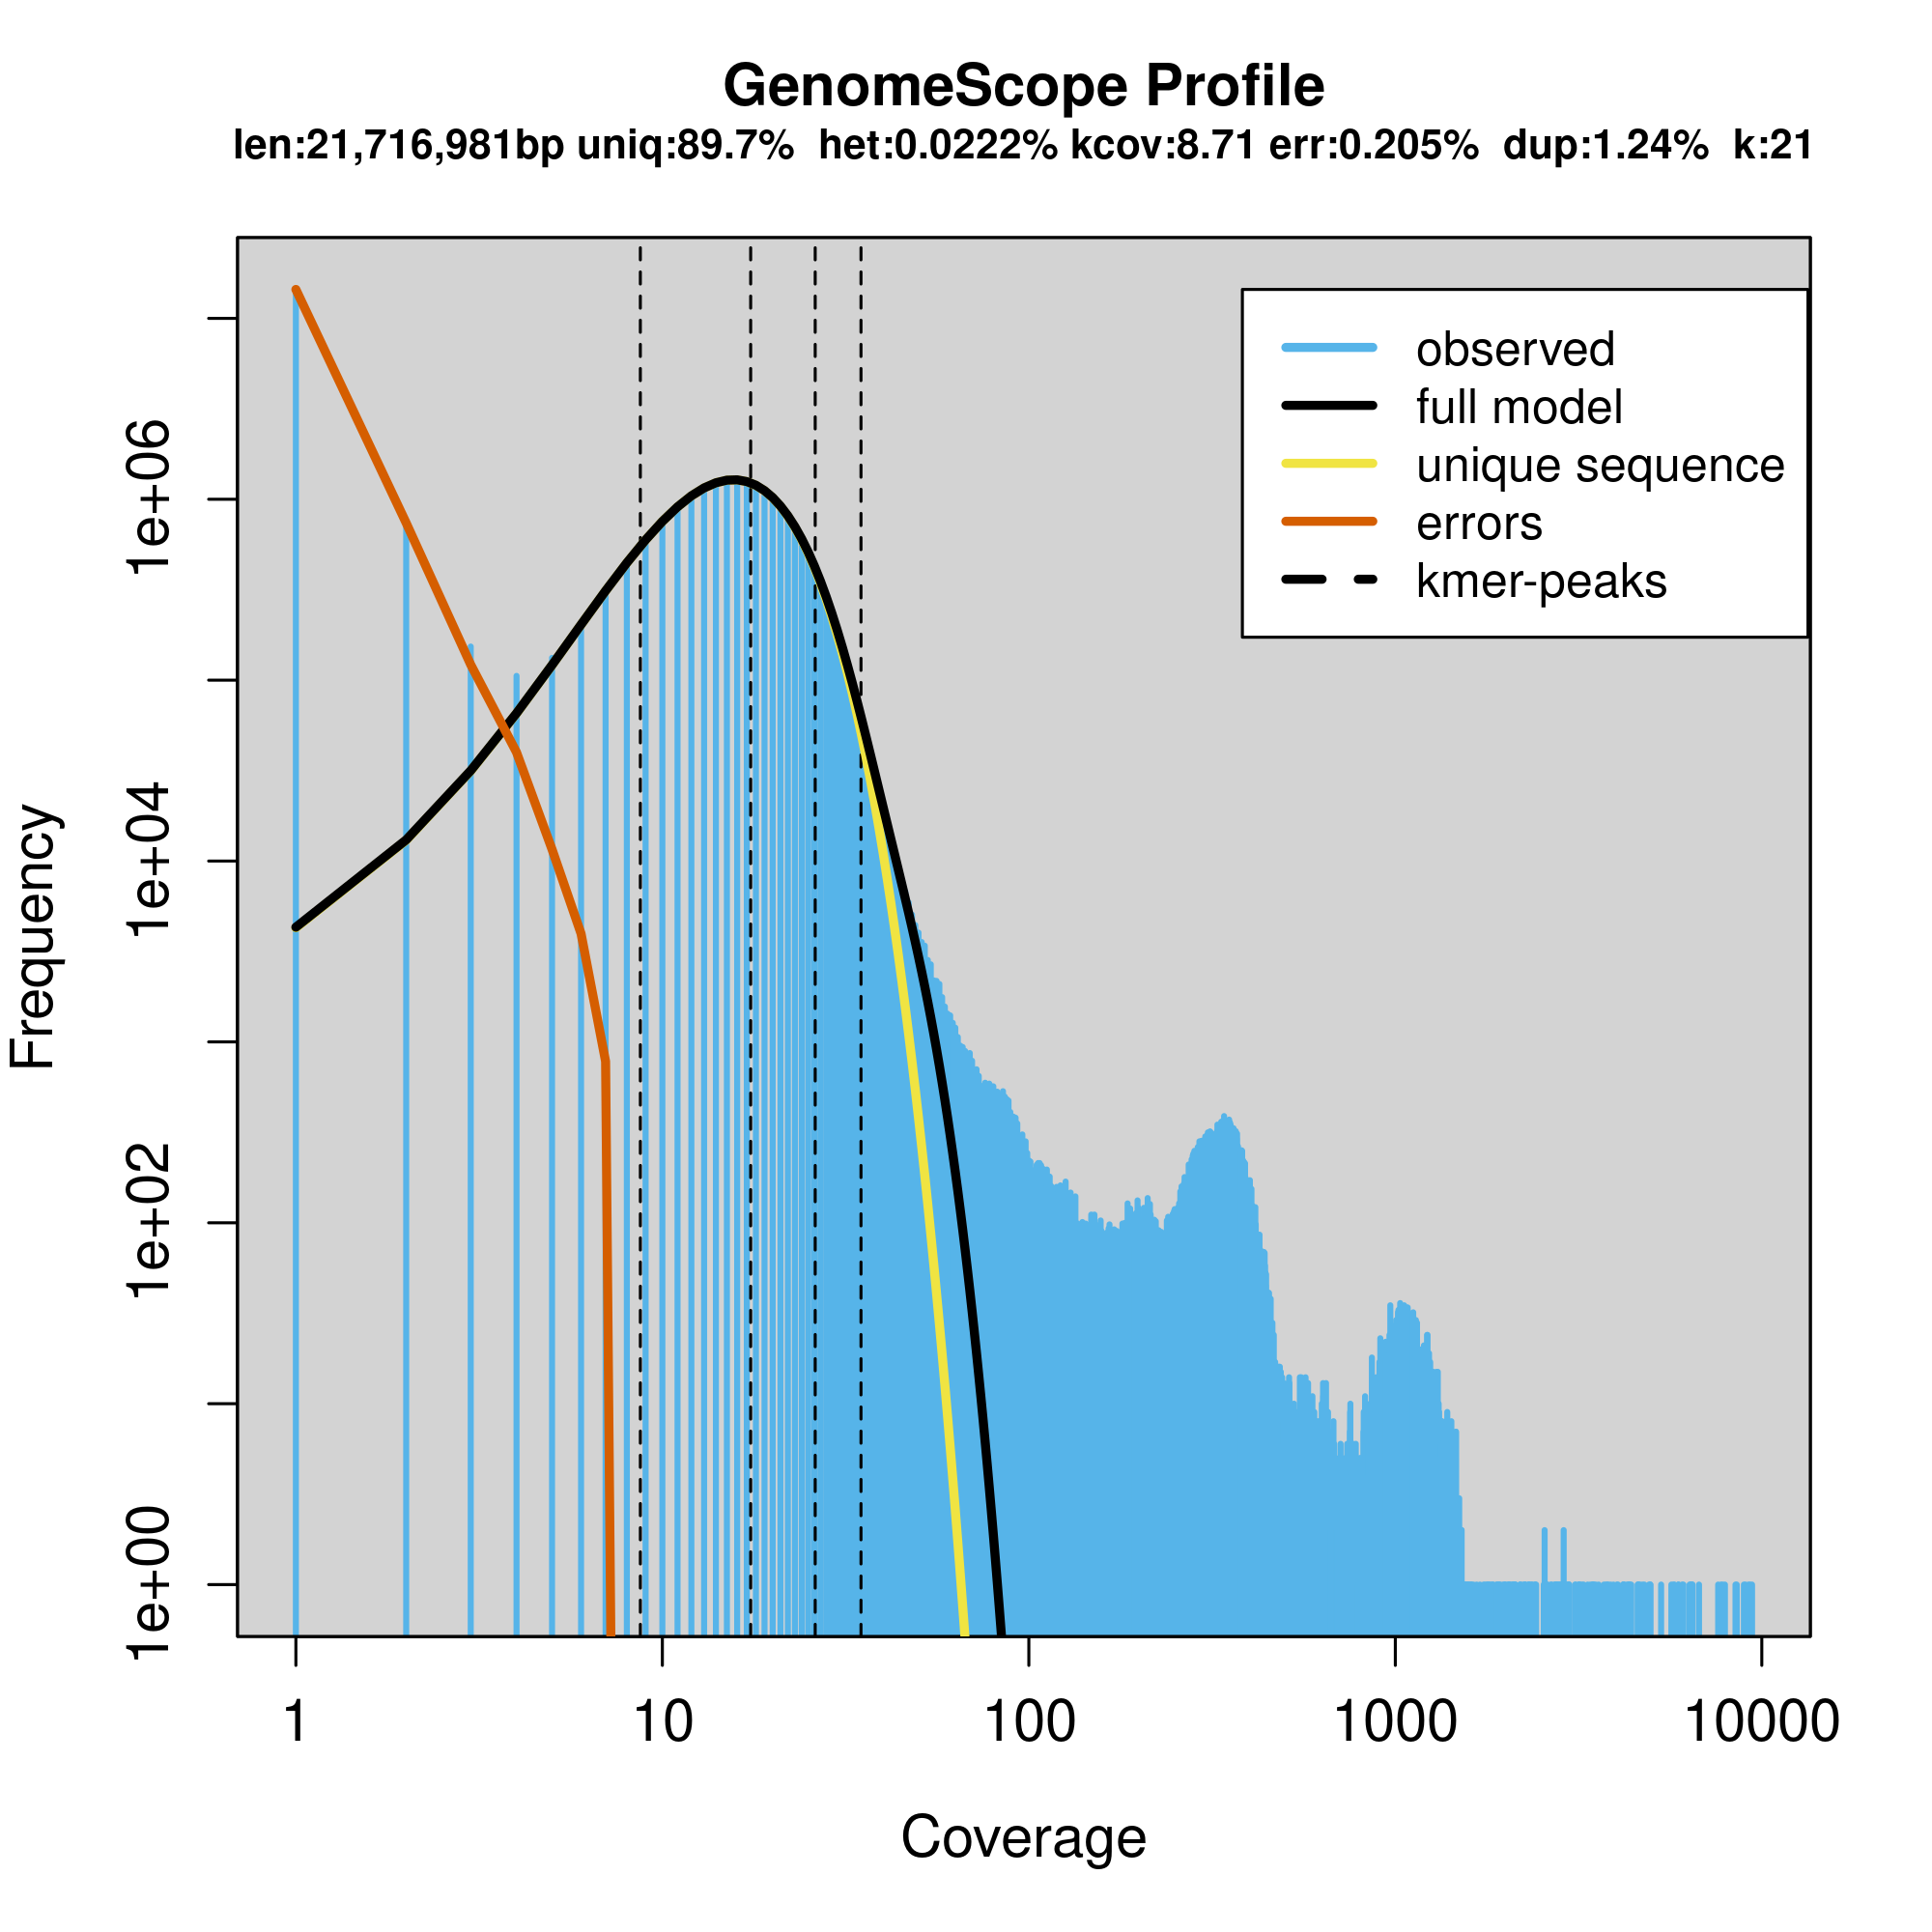 GenomeScope Profile
len:21,716,981bp uniq:89.7% het:0.0222% kcov:8.71 err:0.205% dup:1.24% k:21
observed
full model
unique sequence
errors
kmer-peaks
Frequency
1e+06
1e+04
1e+02
1e+00
1 10 100 1000 10000
Coverage